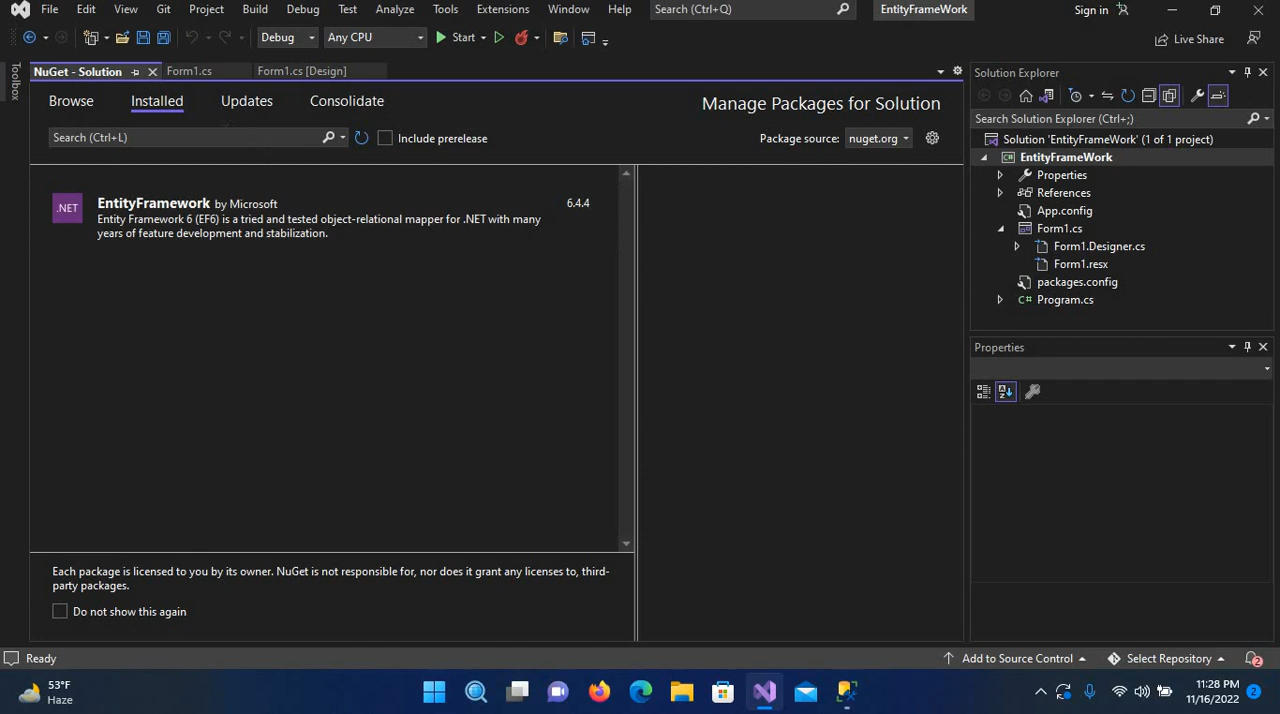 File Edit View Git Project Build Debug Test Analyze Tools Extensions Window Help Search (Ctrl+Q) EntityFrameWork Sign in
Debug Any CPU Start Live Share
Toolbox
NuGet - Solution Form1.cs Form1.cs [Design]
Browse Installed Updates Consolidate Manage Packages for Solution
Search (Ctrl+L) Include prerelease Package source: nuget.org
.NET EntityFramework by Microsoft 6.4.4
Entity Framework 6 (EF6) is a tried and tested object-relational mapper for .NET with many
years of feature development and stabilization.
Each package is licensed to you by its owner. NuGet is not responsible for, nor does it grant any licenses to, third-
party packages.
Do not show this again
Solution Explorer
Search Solution Explorer (Ctrl+;)
Solution 'EntityFrameWork' (1 of 1 project)
C# EntityFrameWork
Properties
References
App.config
Form1.cs
Form1.Designer.cs
Form1.resx
packages.config
C# Program.cs
Properties
Ready Add to Source Control Select Repository 2
53°F
Haze
11:28 PM
11/16/2022 2